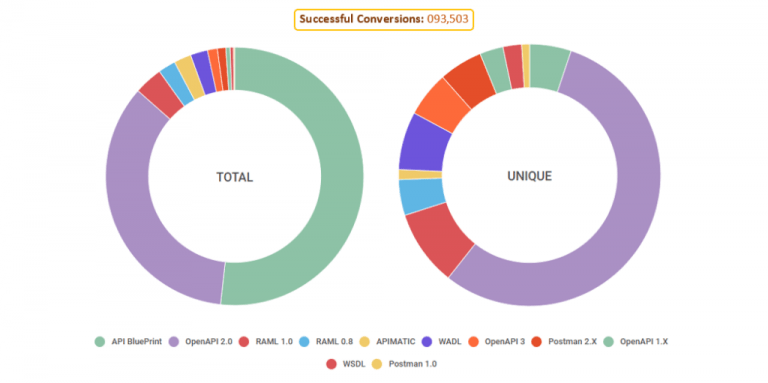 Successful Conversions: 093,503
TOTAL
UNIQUE
API BluePrint OpenAPI 2.0 RAML 1.0 RAML 0.8 APIMATIC WADL OpenAPI 3 Postman 2.X OpenAPI 1.X
WSDL Postman 1.0